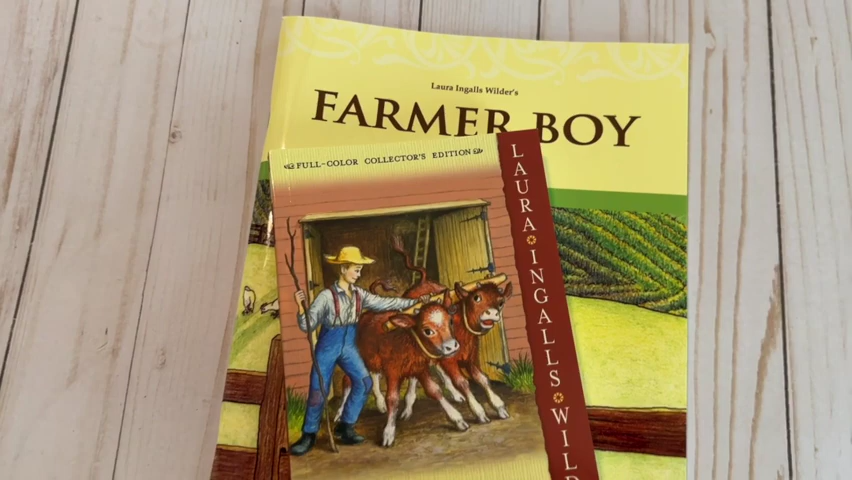 Laura Ingalls Wilder's
FARMER BOY
FULL-COLOR COLLECTOR'S EDITION
LAURA INGALLS WILD